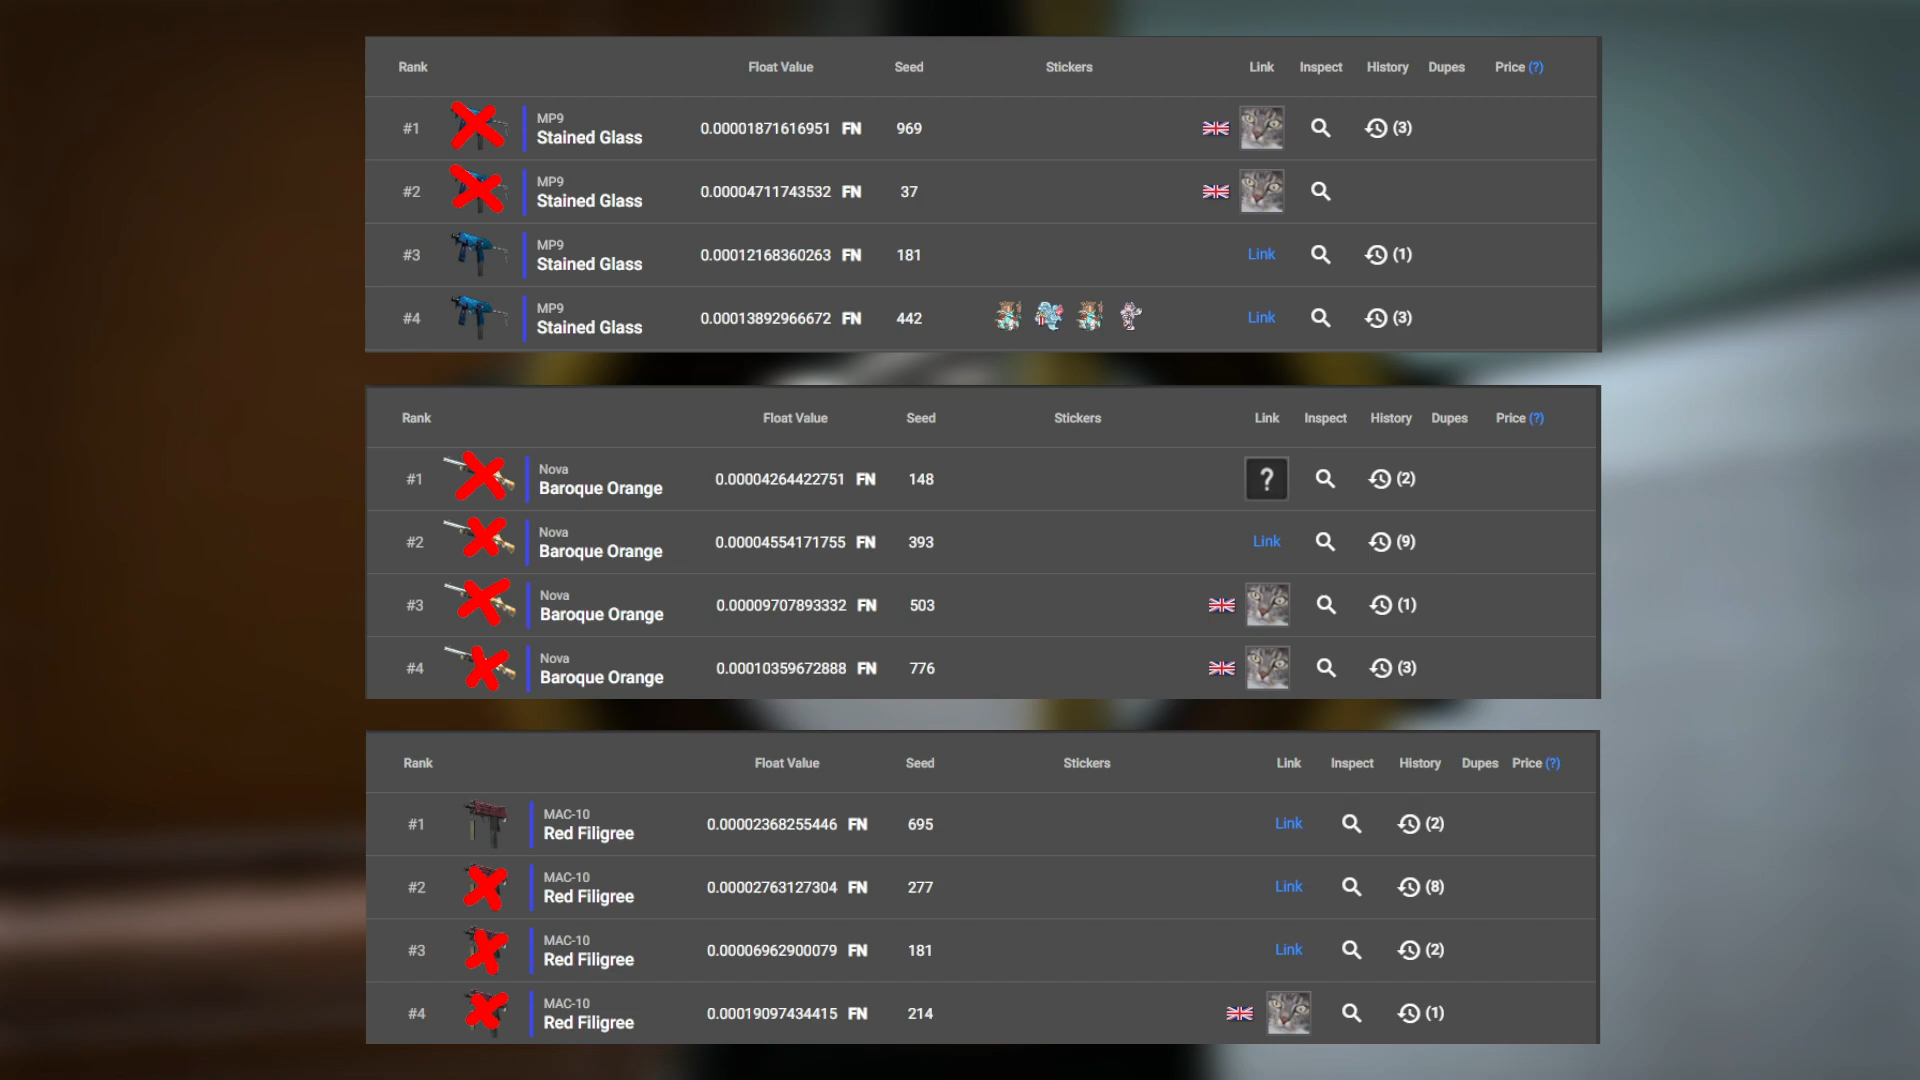 Rank Float Value Seed Stickers Link Inspect History Dupes Price (?)
#1 MP9 Stained Glass 0.00001871616951 FN 969 (3)
#2 MP9 Stained Glass 0.00004711743532 FN 37
#3 MP9 Stained Glass 0.00012168360263 FN 181 Link (1)
#4 MP9 Stained Glass 0.00013892966672 FN 442 Link (3)
Rank Float Value Seed Stickers Link Inspect History Dupes Price (?)
#1 Nova Baroque Orange 0.00004264422751 FN 148 ? (2)
#2 Nova Baroque Orange 0.00004554171755 FN 393 Link (9)
#3 Nova Baroque Orange 0.00009707893332 FN 503 (1)
#4 Nova Baroque Orange 0.00010359672888 FN 776 (3)
Rank Float Value Seed Stickers Link Inspect History Dupes Price (?)
#1 MAC-10 Red Filigree 0.00002368255446 FN 695 Link (2)
#2 MAC-10 Red Filigree 0.00002763127304 FN 277 Link (8)
#3 MAC-10 Red Filigree 0.00006962900079 FN 181 Link (2)
#4 MAC-10 Red Filigree 0.00019097434415 FN 214 (1)